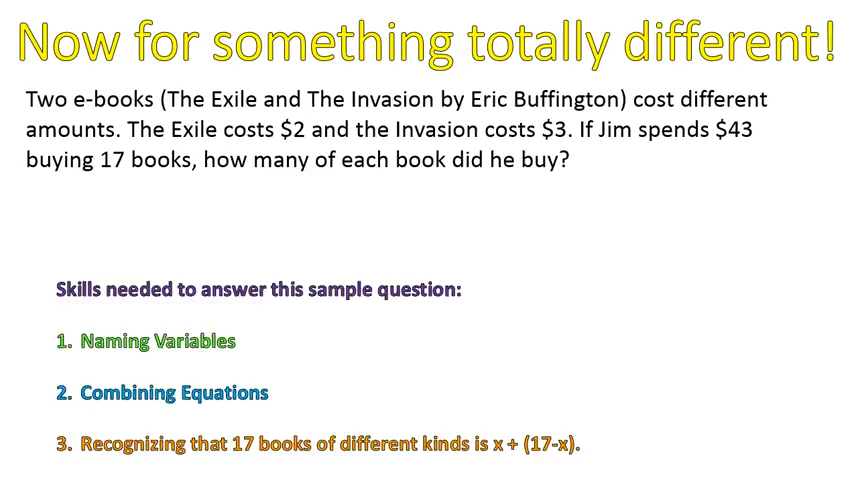 Now for something totally different!
Two e-books (The Exile and The Invasion by Eric Buffington) cost different
amounts. The Exile costs $2 and the Invasion costs $3. If Jim spends $43
buying 17 books, how many of each book did he buy?
Skills needed to answer this sample question:
1. Naming Variables
2. Combining Equations
3. Recognizing that 17 books of different kinds is x + (17-x).